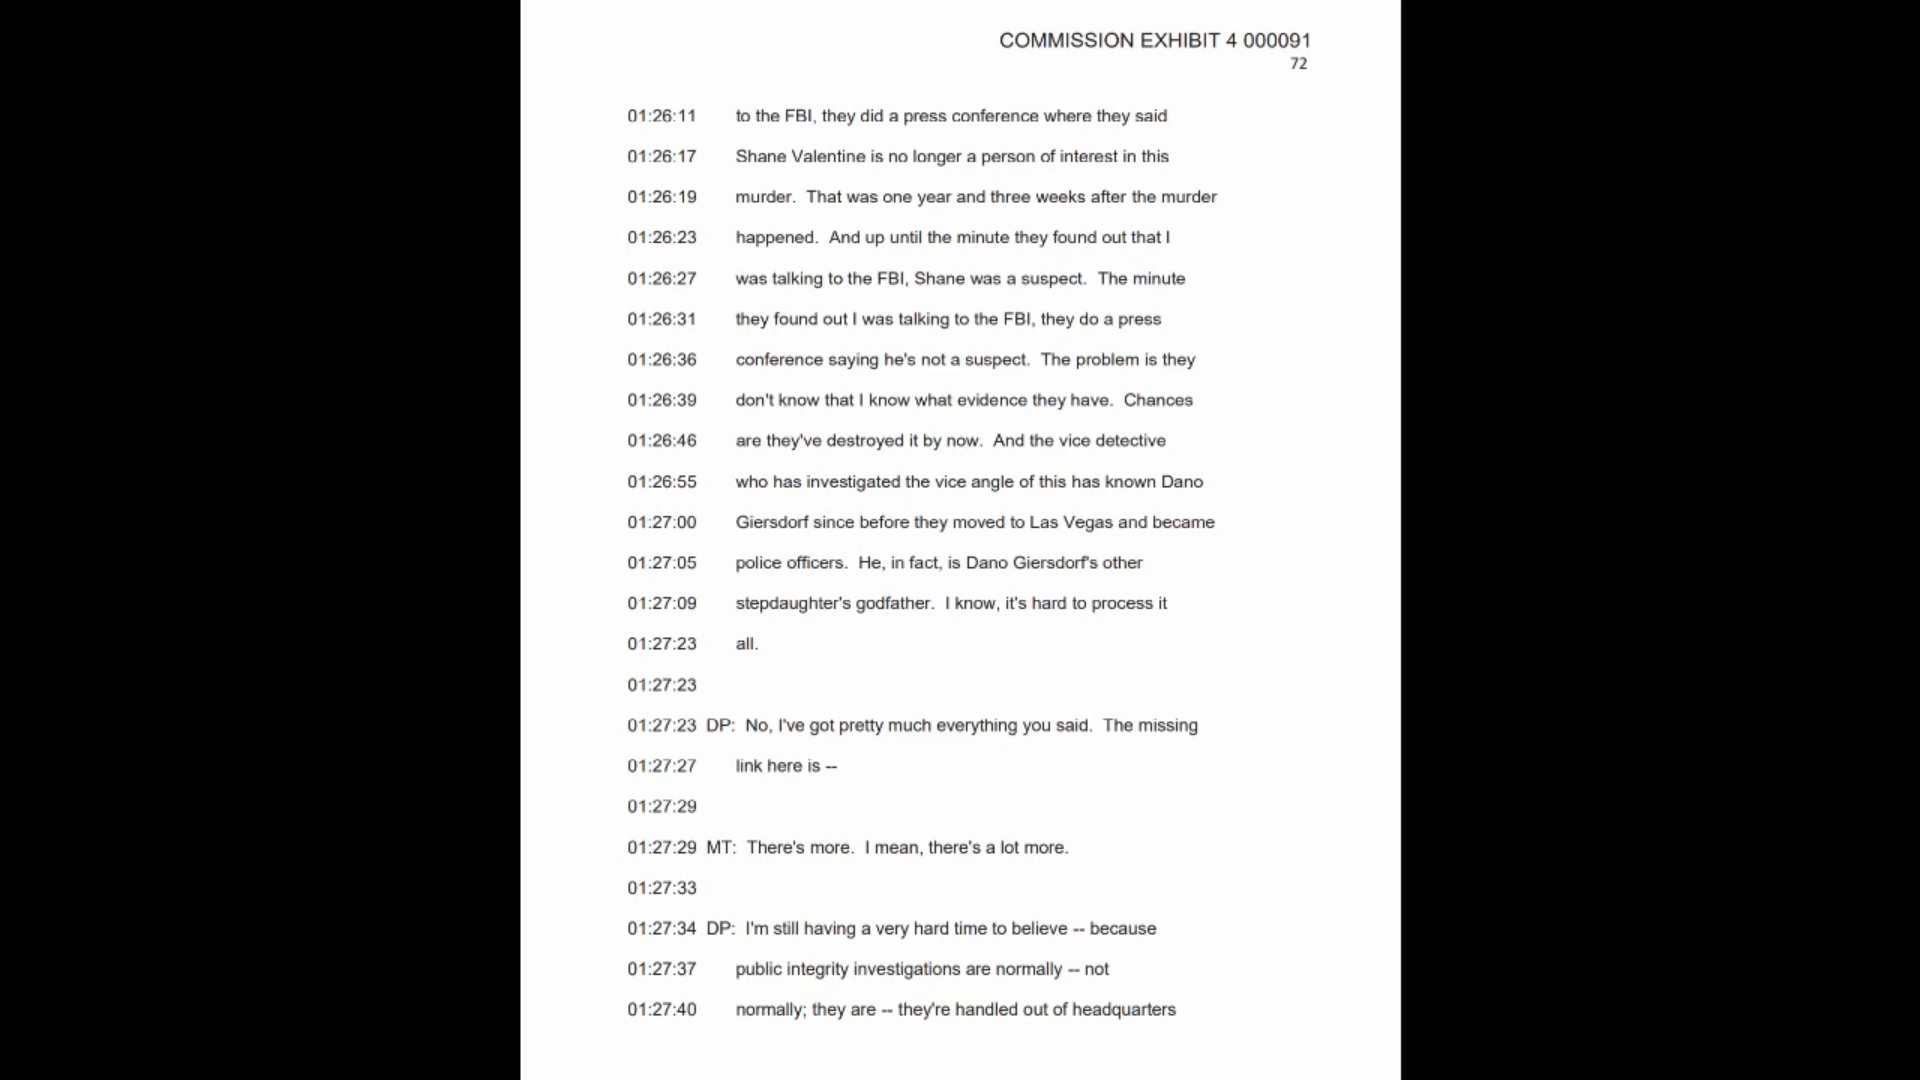 COMMISSION EXHIBIT 4 000091
72
01:26:11 to the FBI, they did a press conference where they said
01:26:17 Shane Valentine is no longer a person of interest in this
01:26:19 murder. That was one year and three weeks after the murder
01:26:23 happened. And up until the minute they found out that I
01:26:27 was talking to the FBI, Shane was a suspect. The minute
01:26:31 they found out I was talking to the FBI, they do a press
01:26:36 conference saying he's not a suspect. The problem is they
01:26:39 don't know that I know what evidence they have. Chances
01:26:46 are they've destroyed it by now. And the vice detective
01:26:55 who has investigated the vice angle of this has known Dano
01:27:00 Giersdorf since before they moved to Las Vegas and became
01:27:05 police officers. He, in fact, is Dano Giersdorf's other
01:27:09 stepdaughter's godfather. I know, it's hard to process it
01:27:23 all.
01:27:23
01:27:23 DP: No, I've got pretty much everything you said. The missing
01:27:27 link here is --
01:27:29
01:27:29 MT: There's more. I mean, there's a lot more.
01:27:33
01:27:34 DP: I'm still having a very hard time to believe -- because
01:27:37 public integrity investigations are normally -- not
01:27:40 normally; they are -- they're handled out of headquarters